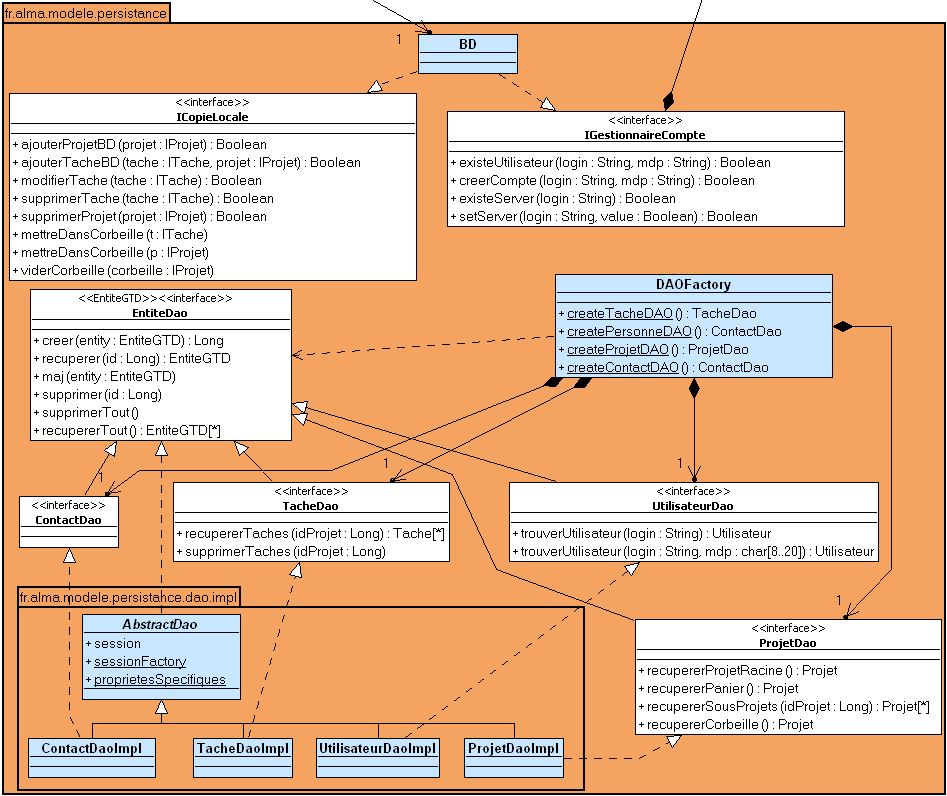 fr.alma.modele.persistance
1
BD
<<interface>>
ICopieLocale
+ ajouterProjetBD (projet : IProjet) : Boolean
+ ajouterTacheBD (tache : ITache, projet : IProjet) : Boolean
+ modifierTache (tache : ITache) : Boolean
+ supprimerTache (tache : ITache) : Boolean
+ supprimerProjet (projet : IProjet) : Boolean
+ mettreDansCorbeille (t : ITache)
+ mettreDansCorbeille (p : IProjet)
+ viderCorbeille (corbeille : IProjet)
<<interface>>
IGestionnaireCompte
+ existeUtilisateur (login : String, mdp : String) : Boolean
+ creerCompte (login : String, mdp : String) : Boolean
+ existeServer (login : String) : Boolean
+ setServer (login : String, value : Boolean) : Boolean
<<EntiteGTD>><<interface>>
EntiteDao
+ creer (entity : EntiteGTD) : Long
+ recuperer (id : Long) : EntiteGTD
+ maj (entity : EntiteGTD)
+ supprimer (id : Long)
+ supprimerTout ()
+ recupererTout () : EntiteGTD[*]
DAOFactory
+ createTacheDAO () : TacheDao
+ createPersonneDAO () : ContactDao
+ createProjetDAO () : ProjetDao
+ createContactDAO () : ContactDao
1
1
1
<<interface>>
ContactDao
<<interface>>
TacheDao
+ recupererTaches (idProjet : Long) : Tache[*]
+ supprimerTaches (idProjet : Long)
<<interface>>
UtilisateurDao
+ trouverUtilisateur (login : String) : Utilisateur
+ trouverUtilisateur (login : String, mdp : char[8..20]) : Utilisateur
1
<<interface>>
ProjetDao
+ recupererProjetRacine () : Projet
+ recupererPanier () : Projet
+ recupererSousProjets (idProjet : Long) : Projet[*]
+ recupererCorbeille () : Projet
fr.alma.modele.persistance.dao.impl
AbstractDao
+ session
+ sessionFactory
+ proprietesSpecifiques
ContactDaoImpl
TacheDaoImpl
UtilisateurDaoImpl
ProjetDaoImpl